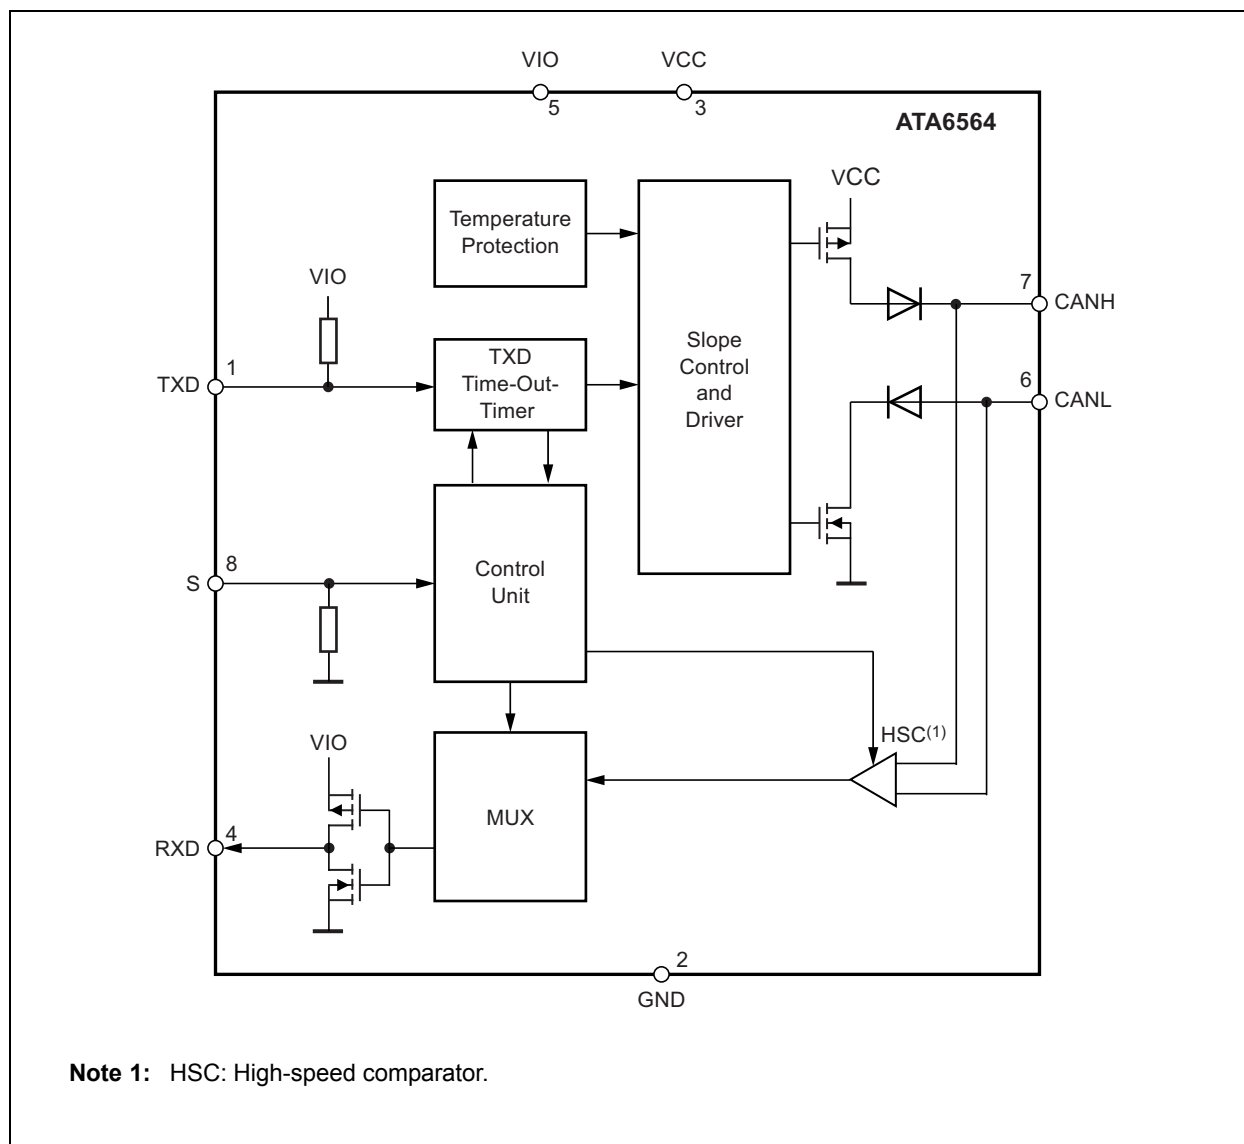 VIO
VCC
5
3
ATA6564
VCC
Temperature
Protection
VIO
7
CANH
1
TXD
TXD
Time-Out-
Timer
Slope
Control
and
Driver
6
CANL
8
S
Control
Unit
HSC(1)
VIO
MUX
4
RXD
2
GND
Note 1: HSC: High-speed comparator.